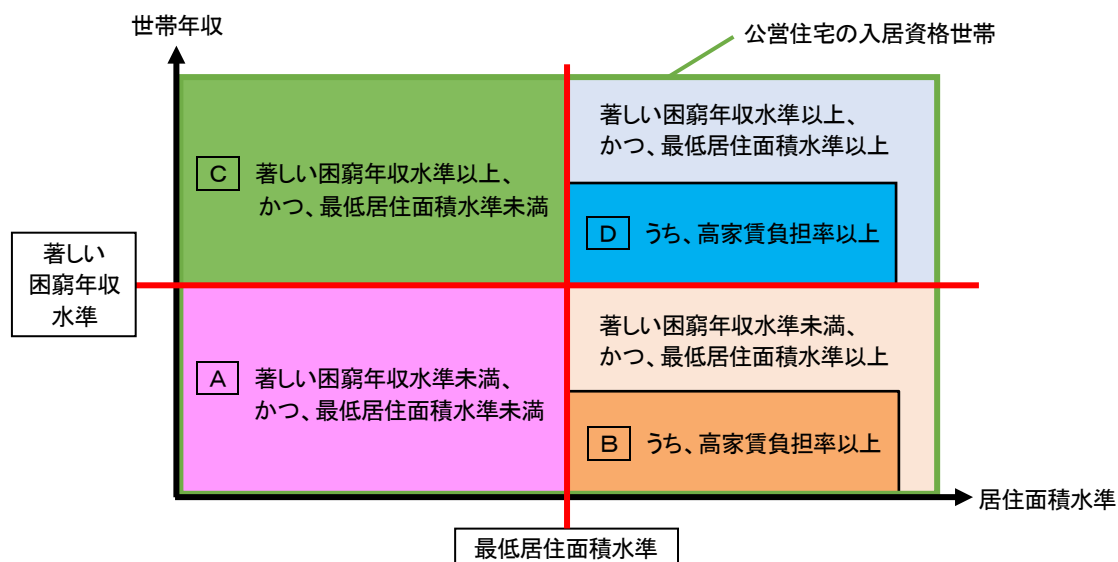 世帯年収
公営住宅の入居資格世帯
著しい困窮年収水準以上、
かつ、最低居住面積水準以上
C 著しい困窮年収水準以上、
かつ、最低居住面積水準未満
D うち、高家賃負担率以上
著しい
困窮年収
水準
著しい困窮年収水準未満、
かつ、最低居住面積水準以上
A 著しい困窮年収水準未満、
かつ、最低居住面積水準未満
B うち、高家賃負担率以上
居住面積水準
最低居住面積水準